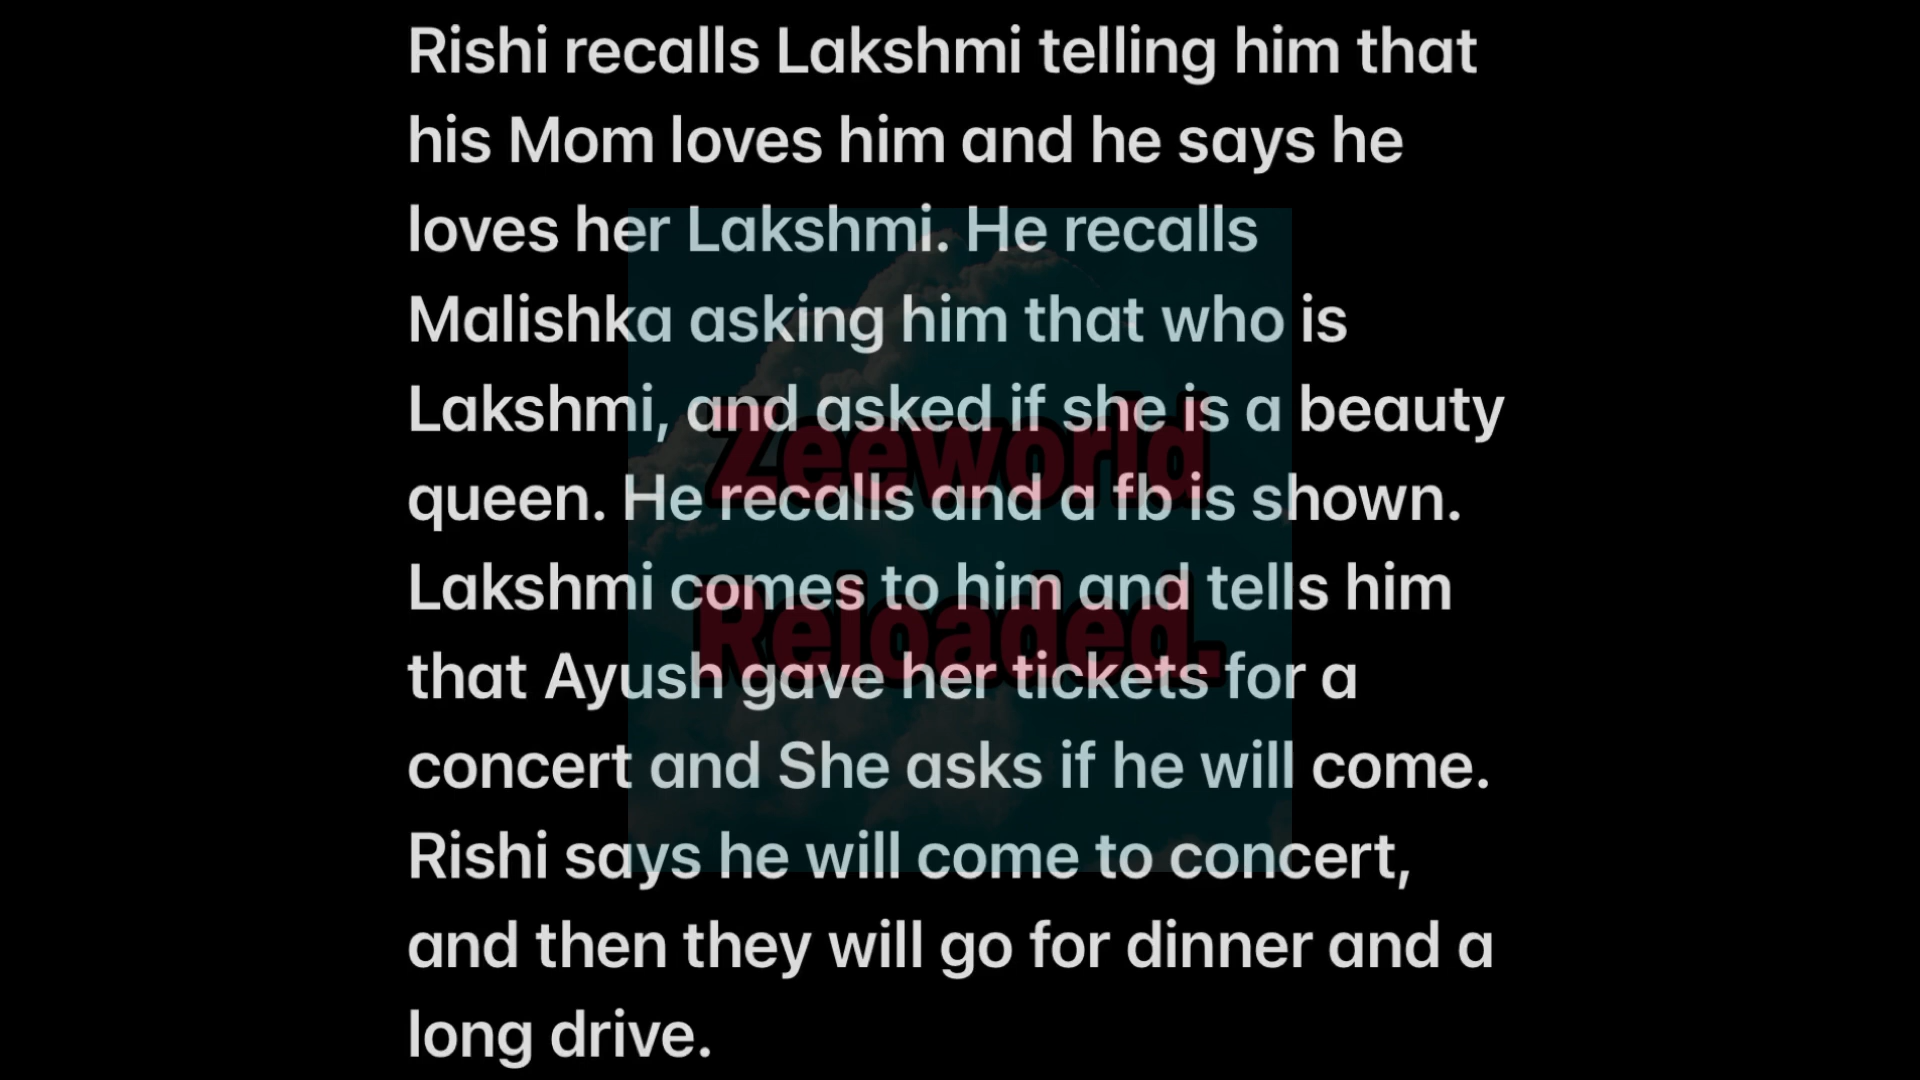 Rishi recalls Lakshmi telling him that
his Mom loves him and he says he
loves her Lakshmi. He recalls
Malishka asking him that who is
Lakshmi, and asked if she is a beauty
queen. He recalls and a fb is shown.
Lakshmi comes to him and tells him
that Ayush gave her tickets for a
concert and She asks if he will come.
Rishi says he will come to concert,
and then they will go for dinner and a
long drive.
Zeeworld
Reloaded.